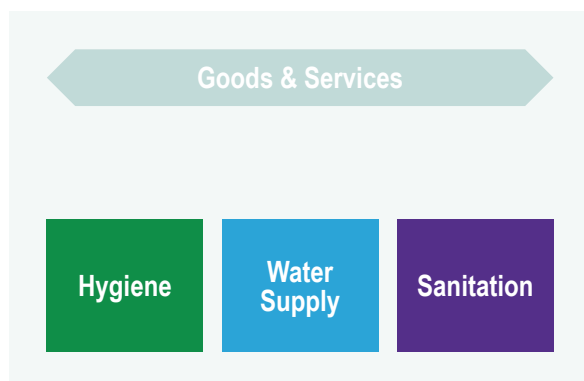 Goods & Services
Hygiene
Water
Supply
Sanitation